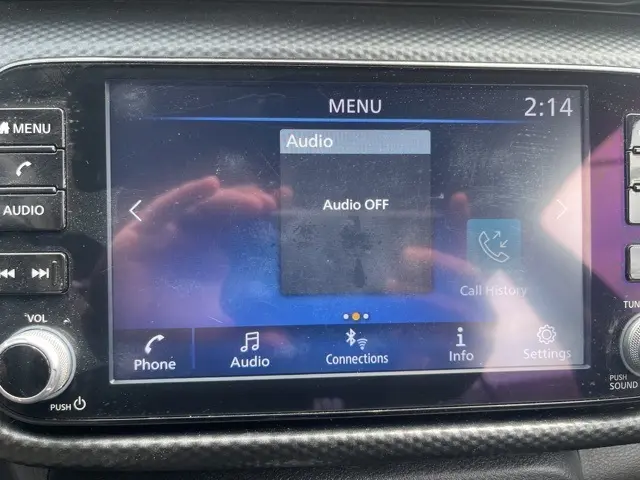 MENU
2:14
MENU
Audio
Audio OFF
AUDIO
Call History
VOL
TUN
Phone
Audio
Connections
Info
Settings
PUSH
PUSH
SOUND